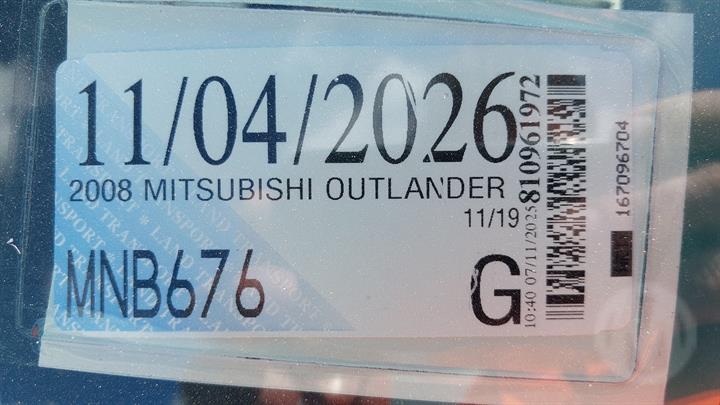 11/04/2026
2008 MITSUBISHI OUTLANDER
11/19
MNB676
G
10:40 07/11/2025 810961972
167096704